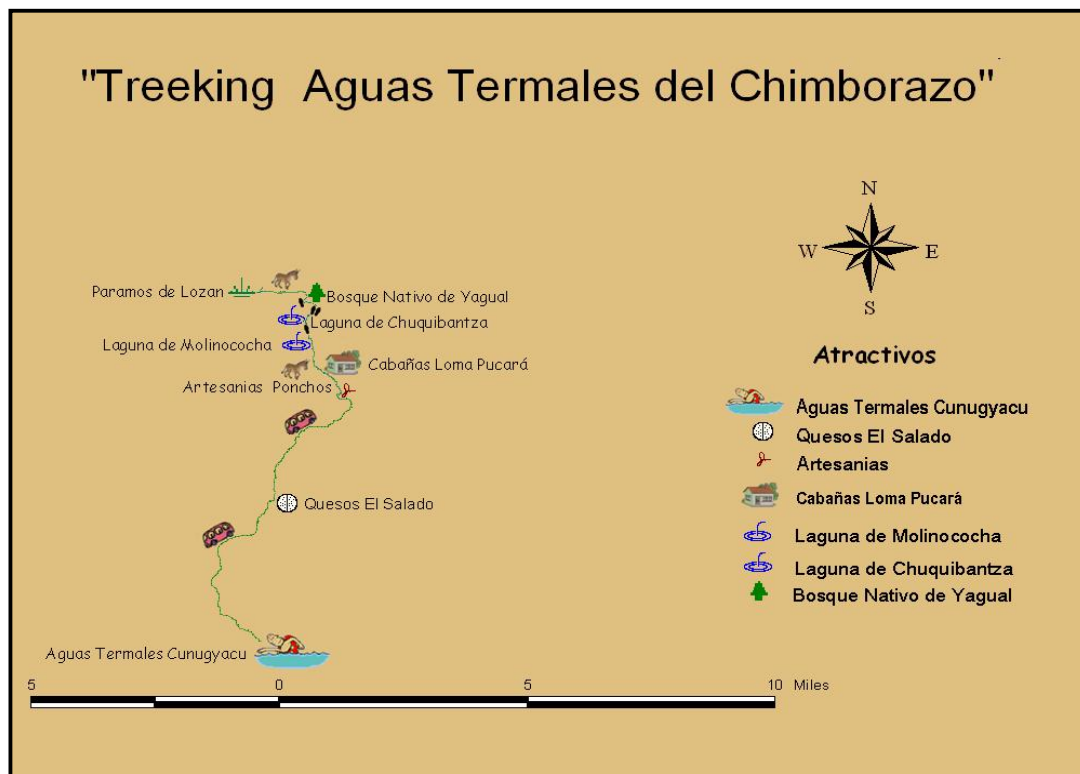 "Treeking Aguas Termales del Chimborazo"
N
W
E
S
Paramos de Lozan
Bosque Nativo de Yagual
Laguna de Chuquibantza
Laguna de Molinococha
Cabañas Loma Pucará
Artesanias Ponchos
Quesos El Salado
Aguas Termales Cunugyacu
Atractivos
Aguas Termales Cunugyacu
Quesos El Salado
Artesanias
Cabañas Loma Pucará
Laguna de Molinococha
Laguna de Chuquibantza
Bosque Nativo de Yagual
5 0 5 10 Miles